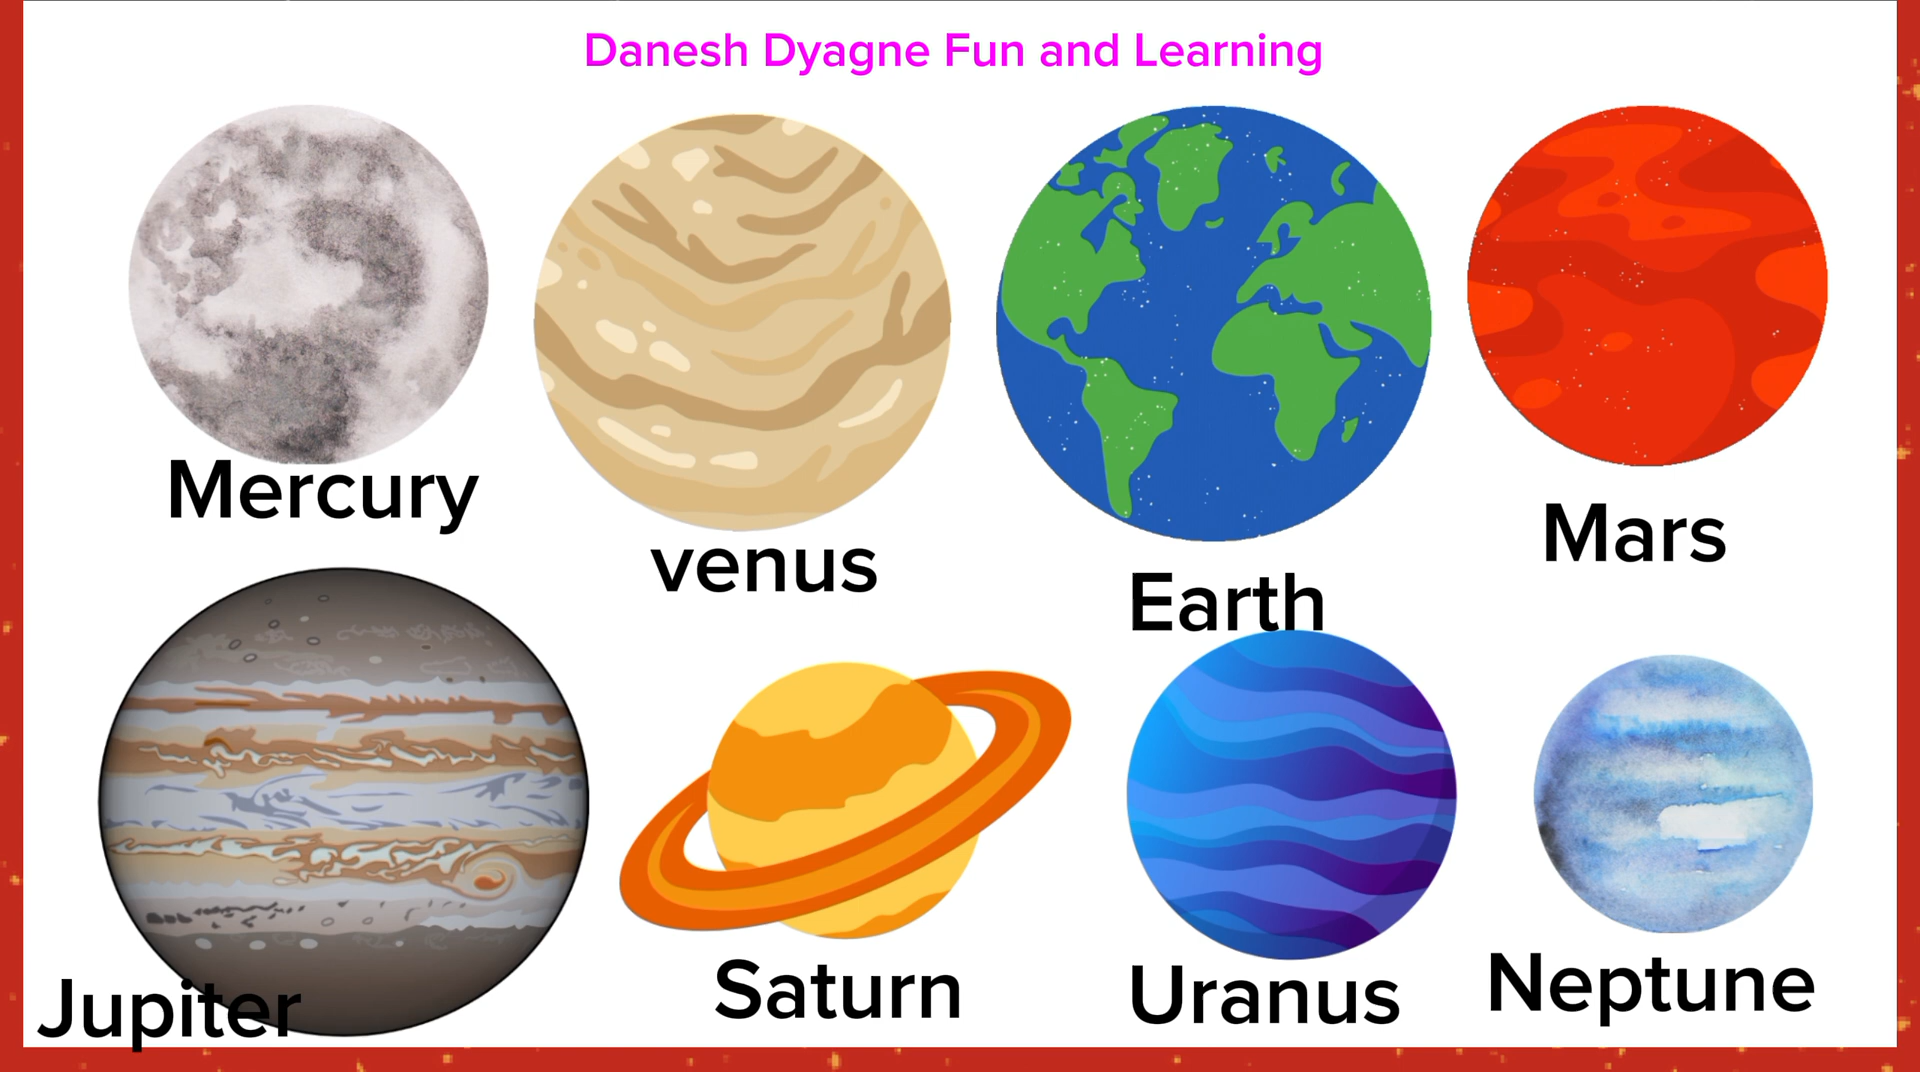 Danesh Dyagne Fun and Learning
Mercury
venus
Earth
Mars
Jupiter
Saturn
Uranus
Neptune